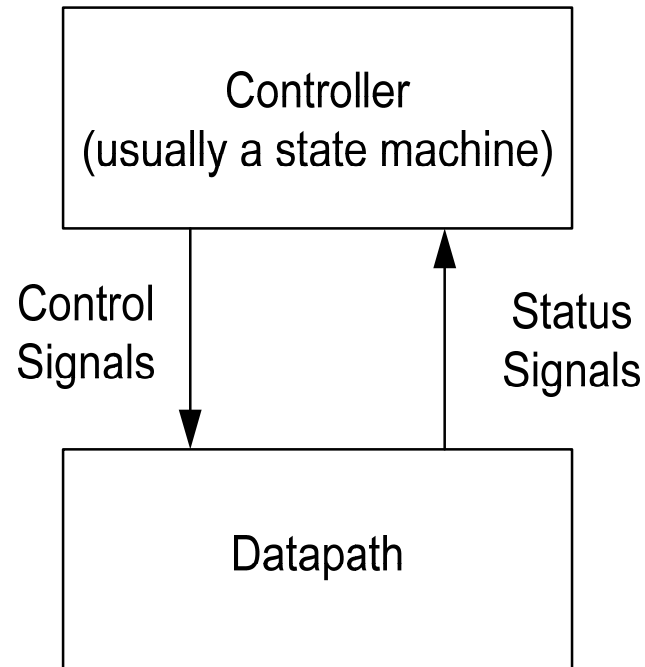 Controller
(usually a state machine)
Control
Signals
Status
Signals
Datapath